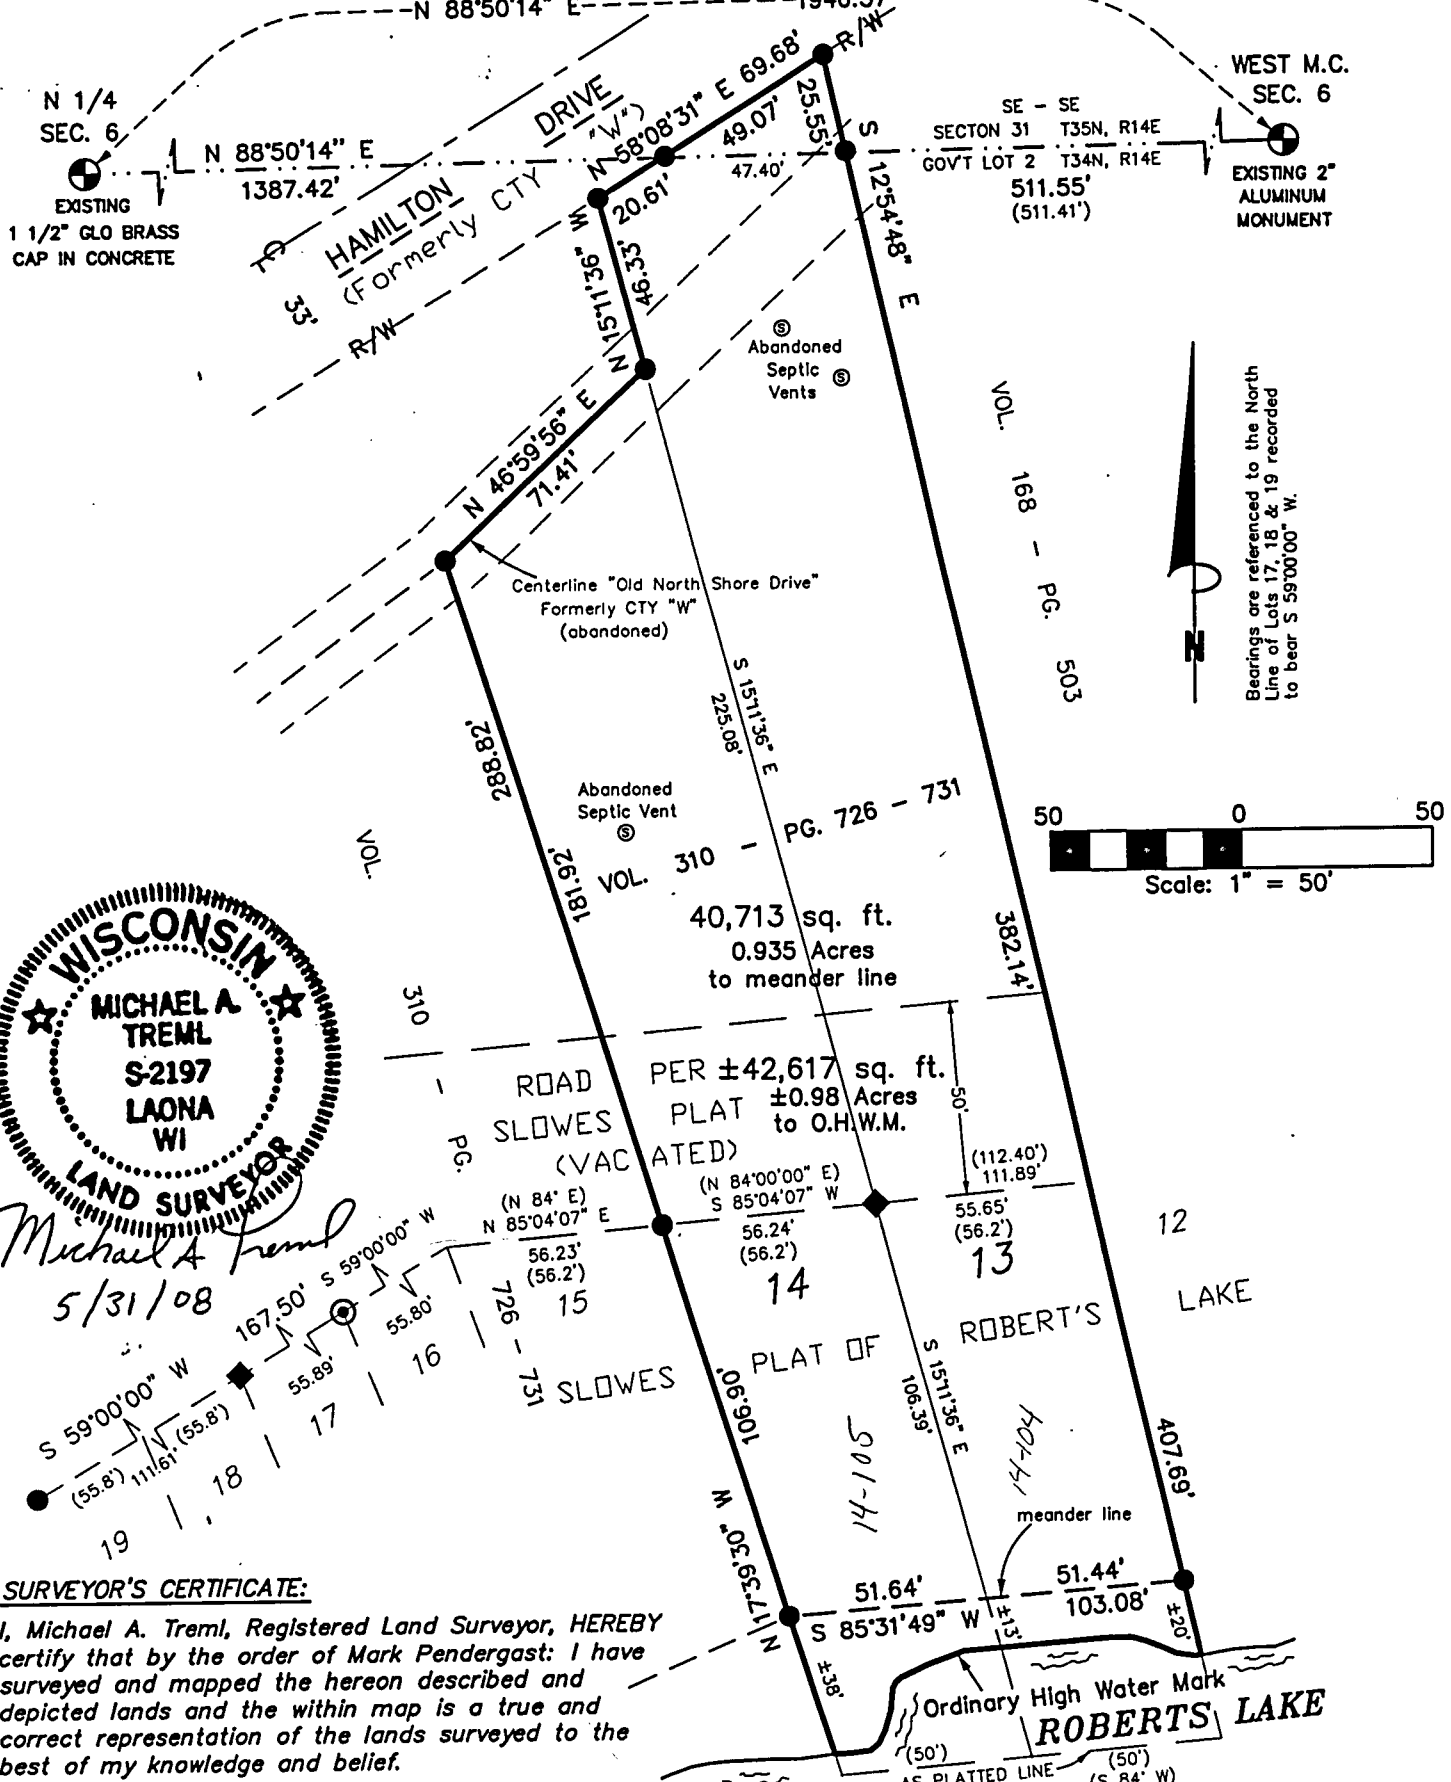 N 88°50'14" E
N 1/4
SEC. 6
EXISTING
1 1/2" GLO BRASS
CAP IN CONCRETE
N 88°50'14" E
1387.42'
HAMILTON DRIVE
(Formerly CTY "W")
33'
R/W
R/W
N 58°08'31" E 69.68'
49.07'
20.61'
47.40'
25.55'
S 12°54'48" E
WEST M.C.
SEC. 6
SE - SE
SECTON 31 T35N, R14E
GOV'T LOT 2 T34N, R14E
511.55'
(511.41')
EXISTING 2"
ALUMINUM
MONUMENT
N 15°11'36" W
46.33'
N 46°59'56" E
71.41'
Abandoned
Septic
Vents
S
S
Centerline "Old North Shore Drive"
Formerly CTY "W"
(abandoned)
VOL. 168 - PG. 503
N
Bearings are referenced to the North
Line of Lots 17, 18 & 19 recorded
to bear S 59°00'00" W.
S 15°11'36" E
225.08'
288.82'
181.92'
Abandoned
Septic Vent
S
VOL. 310 - PG. 726 - 731
50 0 50
Scale: 1" = 50'
40,713 sq. ft.
0.935 Acres
to meander line
382.14'
VOL. 310 - PG. 726 - 731
WISCONSIN
MICHAEL A.
TREML
S-2197
LAONA
WI
LAND SURVEYOR
Michael A Treml
5/31/08
ROAD PER
SLOWES PLAT
(VACATED)
±42,617 sq. ft.
±0.98 Acres
to O.H.W.M.
50'
(N 84° E)
N 85°04'07" E
56.23'
(56.2')
15
(N 84°00'00" E)
S 85°04'07" W
56.24'
(56.2')
14
(112.40')
111.89'
55.65'
(56.2')
13
12
S 59°00'00" W
167.50'
S 59°00'00" W
55.80'
55.89'
(55.8')
111.61'
(55.8')
16
17
18
19
SLOWES PLAT OF ROBERT'S LAKE
106.90'
N 17°39'30" W
S 15°11'36" E
106.39'
14-105
14-104
407.69'
meander line
51.64'
51.44'
S 85°31'49" W
103.08'
±38'
±13'
±20'
Ordinary High Water Mark
ROBERTS LAKE
(50')
(50')
AS PLATTED LINE
(S 84° W)
SURVEYOR'S CERTIFICATE:
I, Michael A. Treml, Registered Land Surveyor, HEREBY
certify that by the order of Mark Pendergast: I have
surveyed and mapped the hereon described and
depicted lands and the within map is a true and
correct representation of the lands surveyed to the
best of my knowledge and belief.